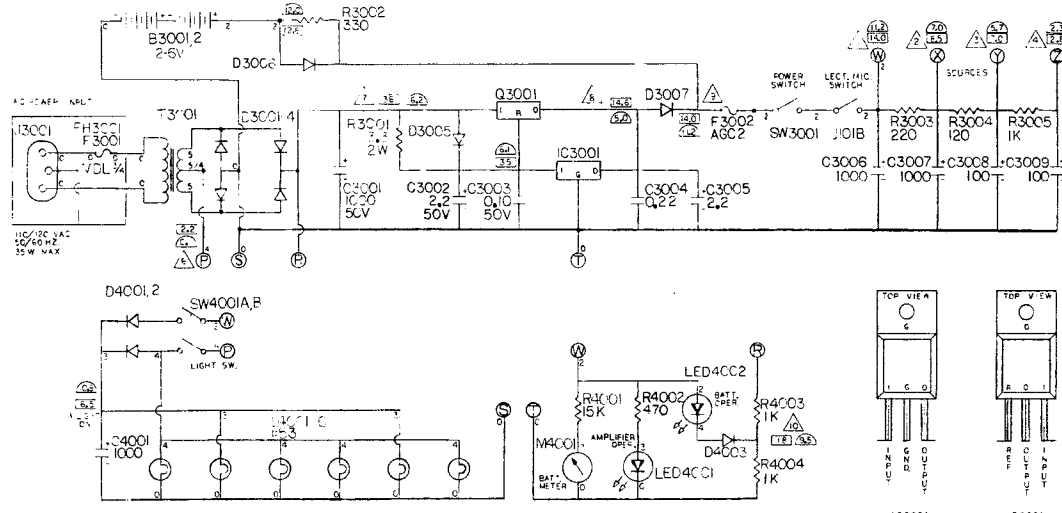 R3002
330
B3001,2
2-6V
D3006
SOURCES
W
X
Y
Z
POWER
SWITCH
LECT. MIC.
SWITCH
SW3001
J101B
Q3001
D3007
F3002
AGC2
R3003
220
R3004
120
R3005
1K
AC POWER INPUT
J3001
FH3001
F3001
T3001
D3001-4
R3001
2W
D3005
IC3001
C3001
1000
50V
C3002
2.2
50V
C3003
0.10
50V
C3004
0.22
C3005
2.2
C3006
1000
C3007
1000
C3008
100
C3009
100
110/120 VAC
50/60 HZ.
35 W MAX
P
S
R
T
D4001,2
SW4001A,B
W
P
LIGHT SW.
C4001
1000
S
T
W
R
R4001
15K
R4002
470
LED4002
BATT.
OPER.
R4003
1K
M4001
BATT.
METER
AMPLIFIER
OPER.
LED4001
D4003
R4004
1K
TOP VIEW
G
I G O
INPUT
GND.
OUTPUT
TOP VIEW
O
R O I
REF
OUTPUT
INPUT